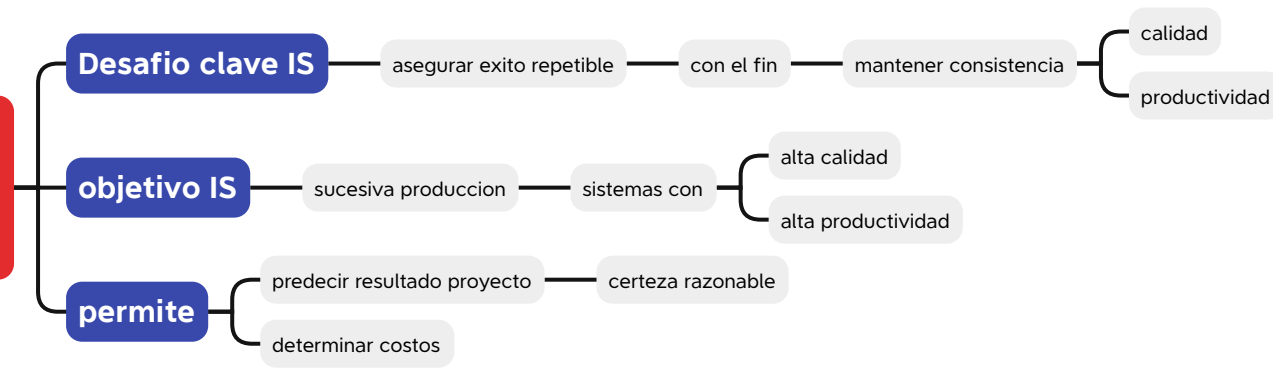 Desafio clave IS
asegurar exito repetible
con el fin
mantener consistencia
calidad
productividad
objetivo IS
sucesiva produccion
sistemas con
alta calidad
alta productividad
permite
predecir resultado proyecto
certeza razonable
determinar costos